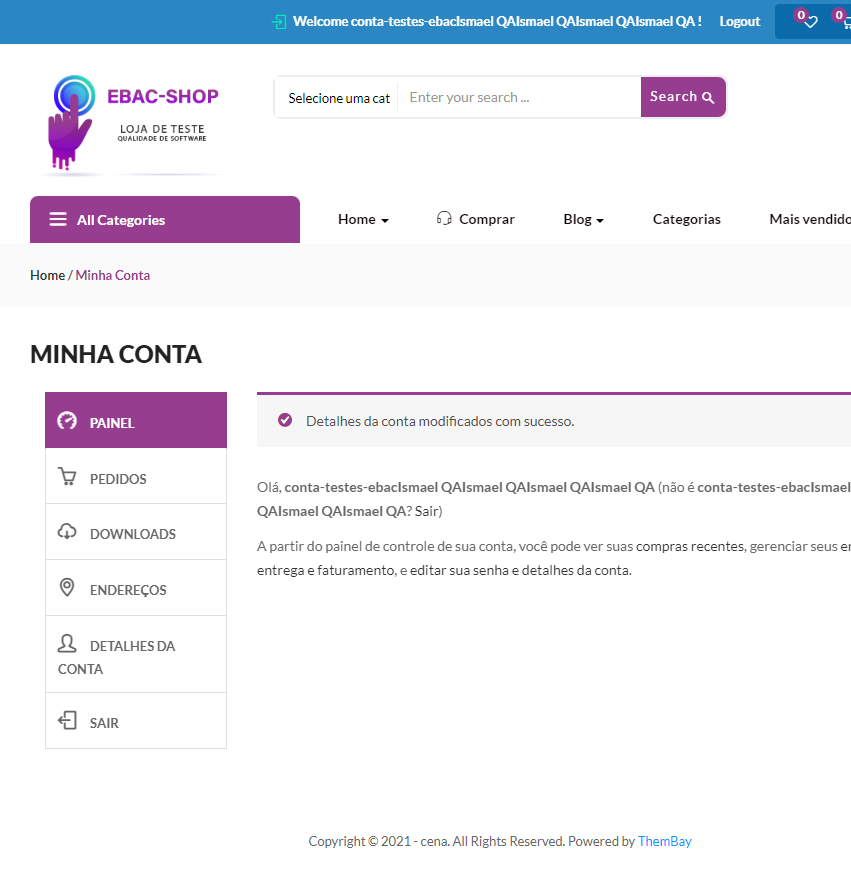 Welcome conta-testes-ebacIsmael QAIsmael QAIsmael QAIsmael QA !
Logout
0
0
EBAC-SHOP
LOJA DE TESTE
QUALIDADE DE SOFTWARE
Selecione uma cat
Enter your search ...
Search
All Categories
Home
Comprar
Blog
Categorias
Mais vendido
Home / Minha Conta
MINHA CONTA
PAINEL
PEDIDOS
DOWNLOADS
ENDEREÇOS
DETALHES DA
CONTA
SAIR
Detalhes da conta modificados com sucesso.
Olá, conta-testes-ebacIsmael QAIsmael QAIsmael QAIsmael QA (não é conta-testes-ebacIsmael
QAIsmael QAIsmael QA? Sair)
A partir do painel de controle de sua conta, você pode ver suas compras recentes, gerenciar seus
entrega e faturamento, e editar sua senha e detalhes da conta.
Copyright © 2021 - cena. All Rights Reserved. Powered by ThemBay